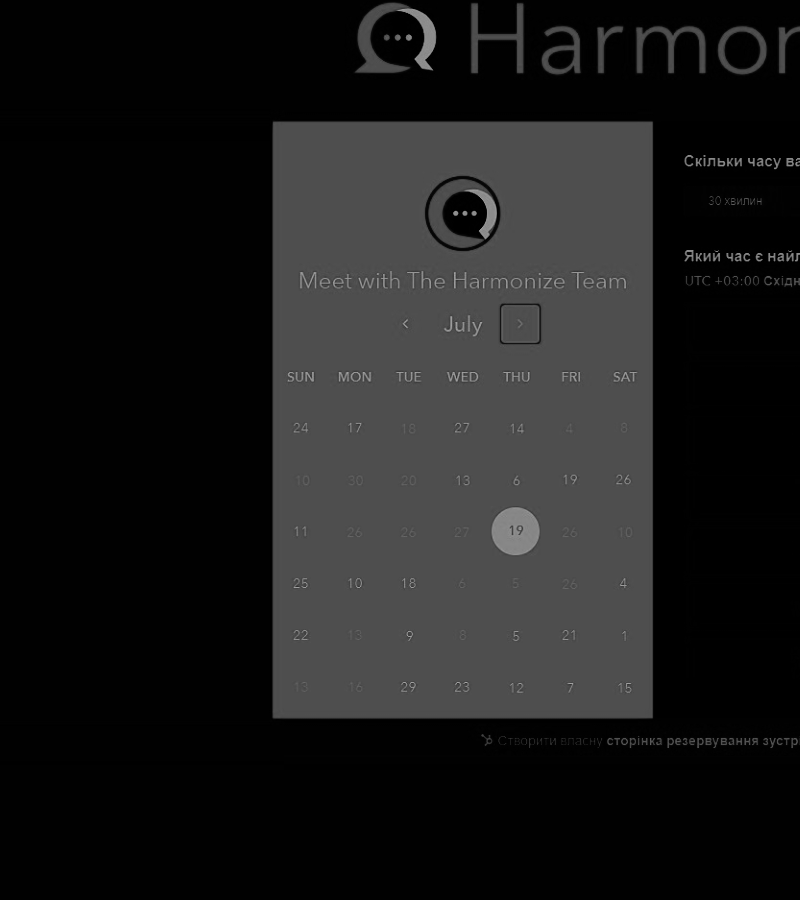 Harmon
Скільки часу ва
30 хвилин
Який час є найл
UTC +03:00 Східн
Meet with The Harmonize Team
July
SUN MON TUE WED THU FRI SAT
24 17 18 27 14 4 8
10 30 20 13 6 19 26
11 26 26 27 19 26 10
25 10 18 6 5 26 4
22 13 9 8 5 21 1
13 16 29 23 12 7 15
Створити власну сторінка резервування зустрі